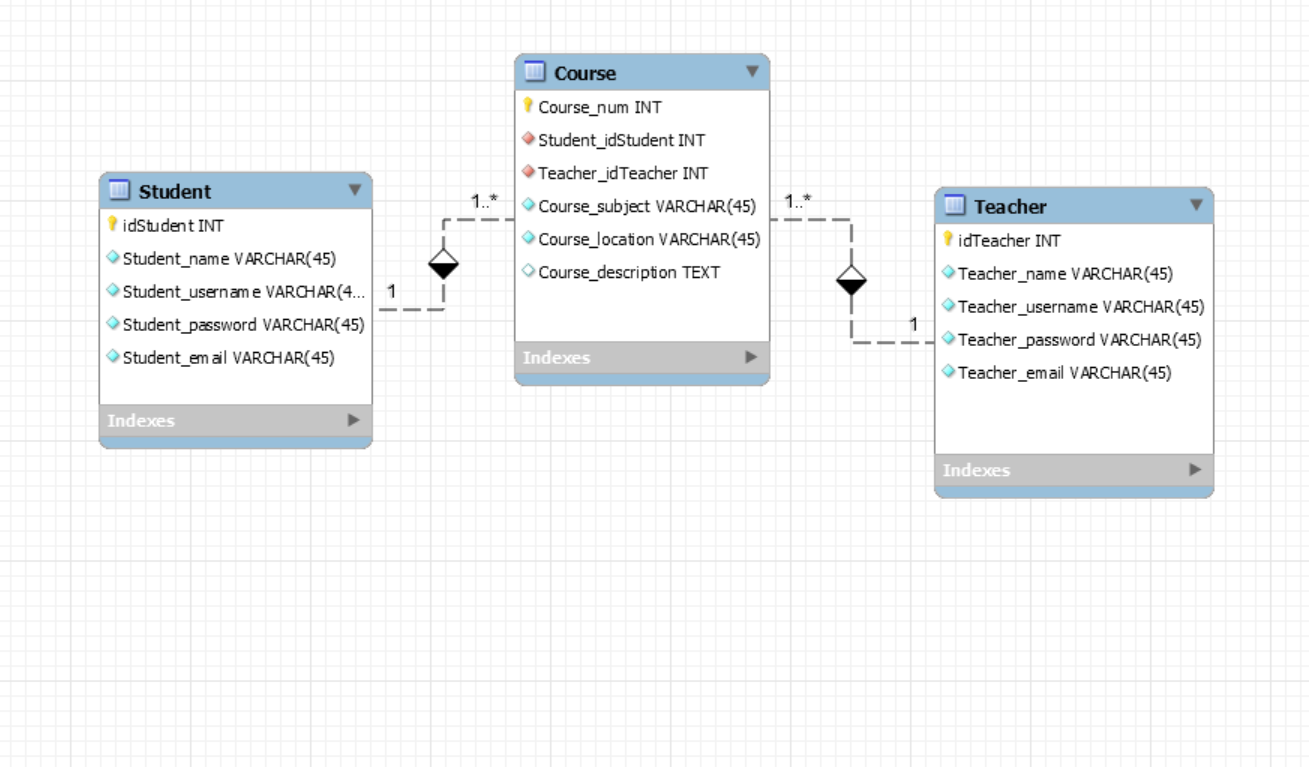 Course
Course_num INT
Student_idStudent INT
Teacher_idTeacher INT
Course_subject VARCHAR(45)
Course_location VARCHAR(45)
Course_description TEXT
Indexes
Student
idStudent INT
Student_name VARCHAR(45)
Student_username VARCHAR(4...
Student_password VARCHAR(45)
Student_email VARCHAR(45)
Indexes
1..*
1
1..*
1
Teacher
idTeacher INT
Teacher_name VARCHAR(45)
Teacher_username VARCHAR(45)
Teacher_password VARCHAR(45)
Teacher_email VARCHAR(45)
Indexes